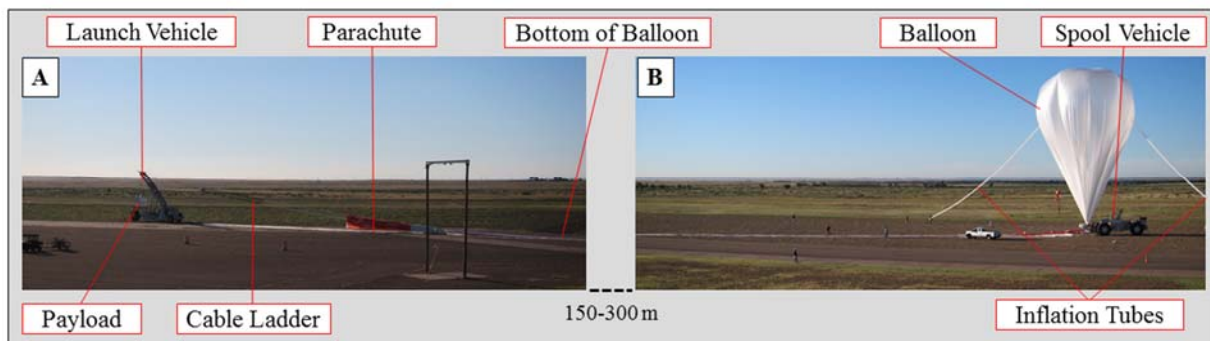 Launch Vehicle
Parachute
Bottom of Balloon
Balloon
Spool Vehicle
A
B
Payload
Cable Ladder
150-300 m
Inflation Tubes